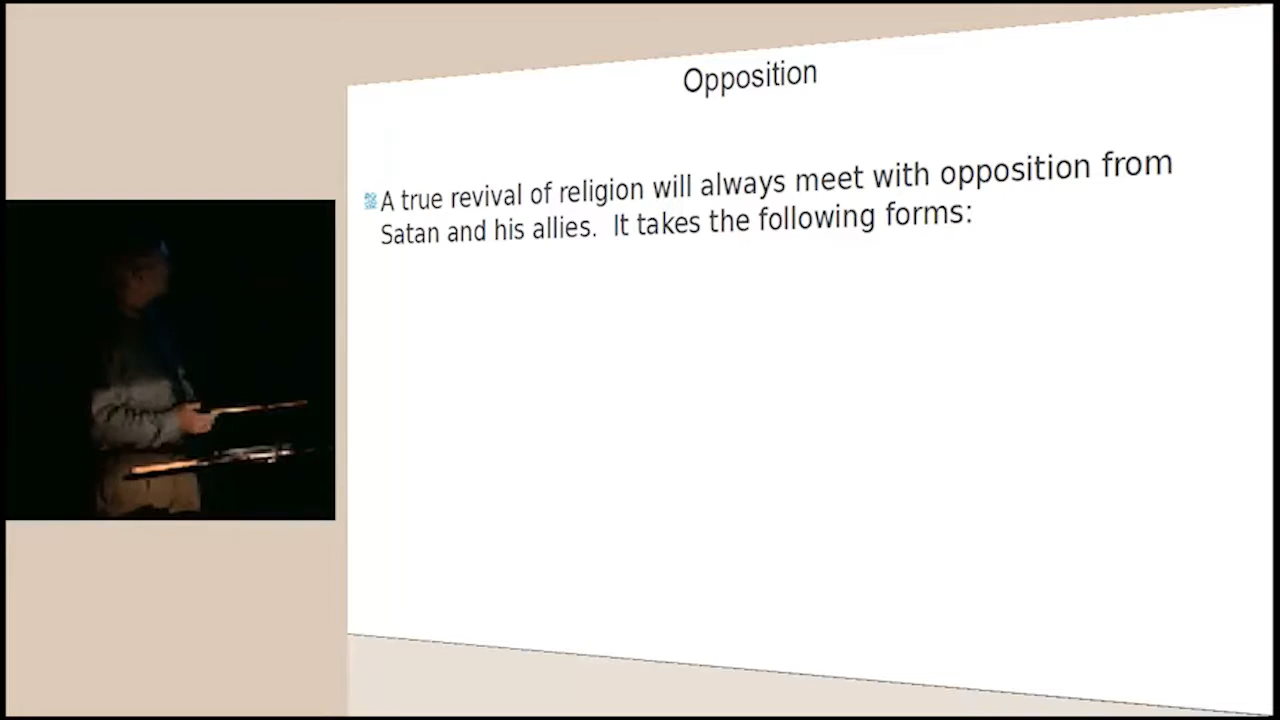 Opposition
A true revival of religion will always meet with opposition from
Satan and his allies.  It takes the following forms: